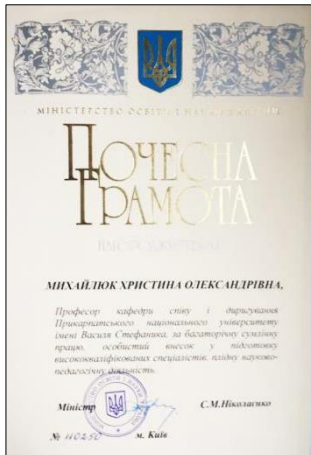 МІНІСТЕРСТВО ОСВІТИ І НАУКИ
ПОЧЕСНА
ГРАМОТА
МИХАЙЛЮК ХРИСТИНА ОЛЕКСАНДРІВНА,
Професор кафедри співу і диригування
Прикарпатського національного університету
імені Василя Стефаника, за багаторічну сумлінну
працю, особистий внесок у підготовку
висококваліфікованих спеціалістів, плідну науково-
педагогічну діяльність.
Міністр С.М.Ніколаєнко
№ 110250 м. Київ